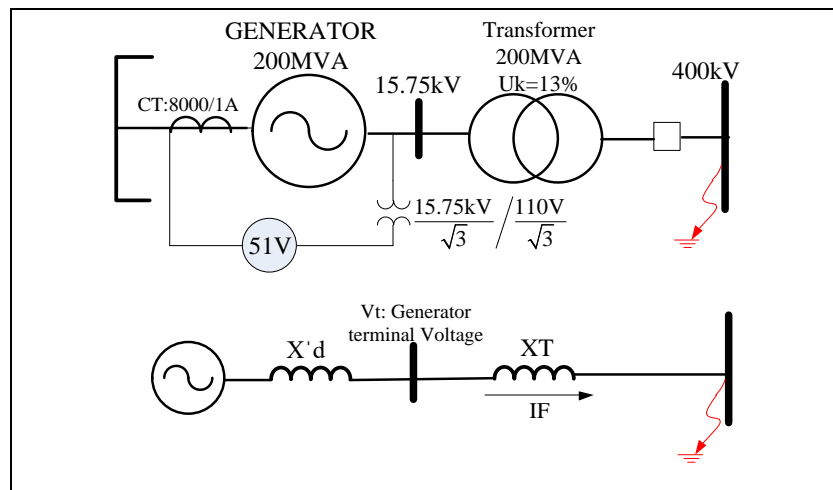 GENERATOR
200MVA
Transformer
200MVA
Uk=13%
15.75kV
400kV
CT:8000/1A
51V
15.75kV/√3 / 110V/√3
Vt: Generator
terminal Voltage
X'd
XT
IF